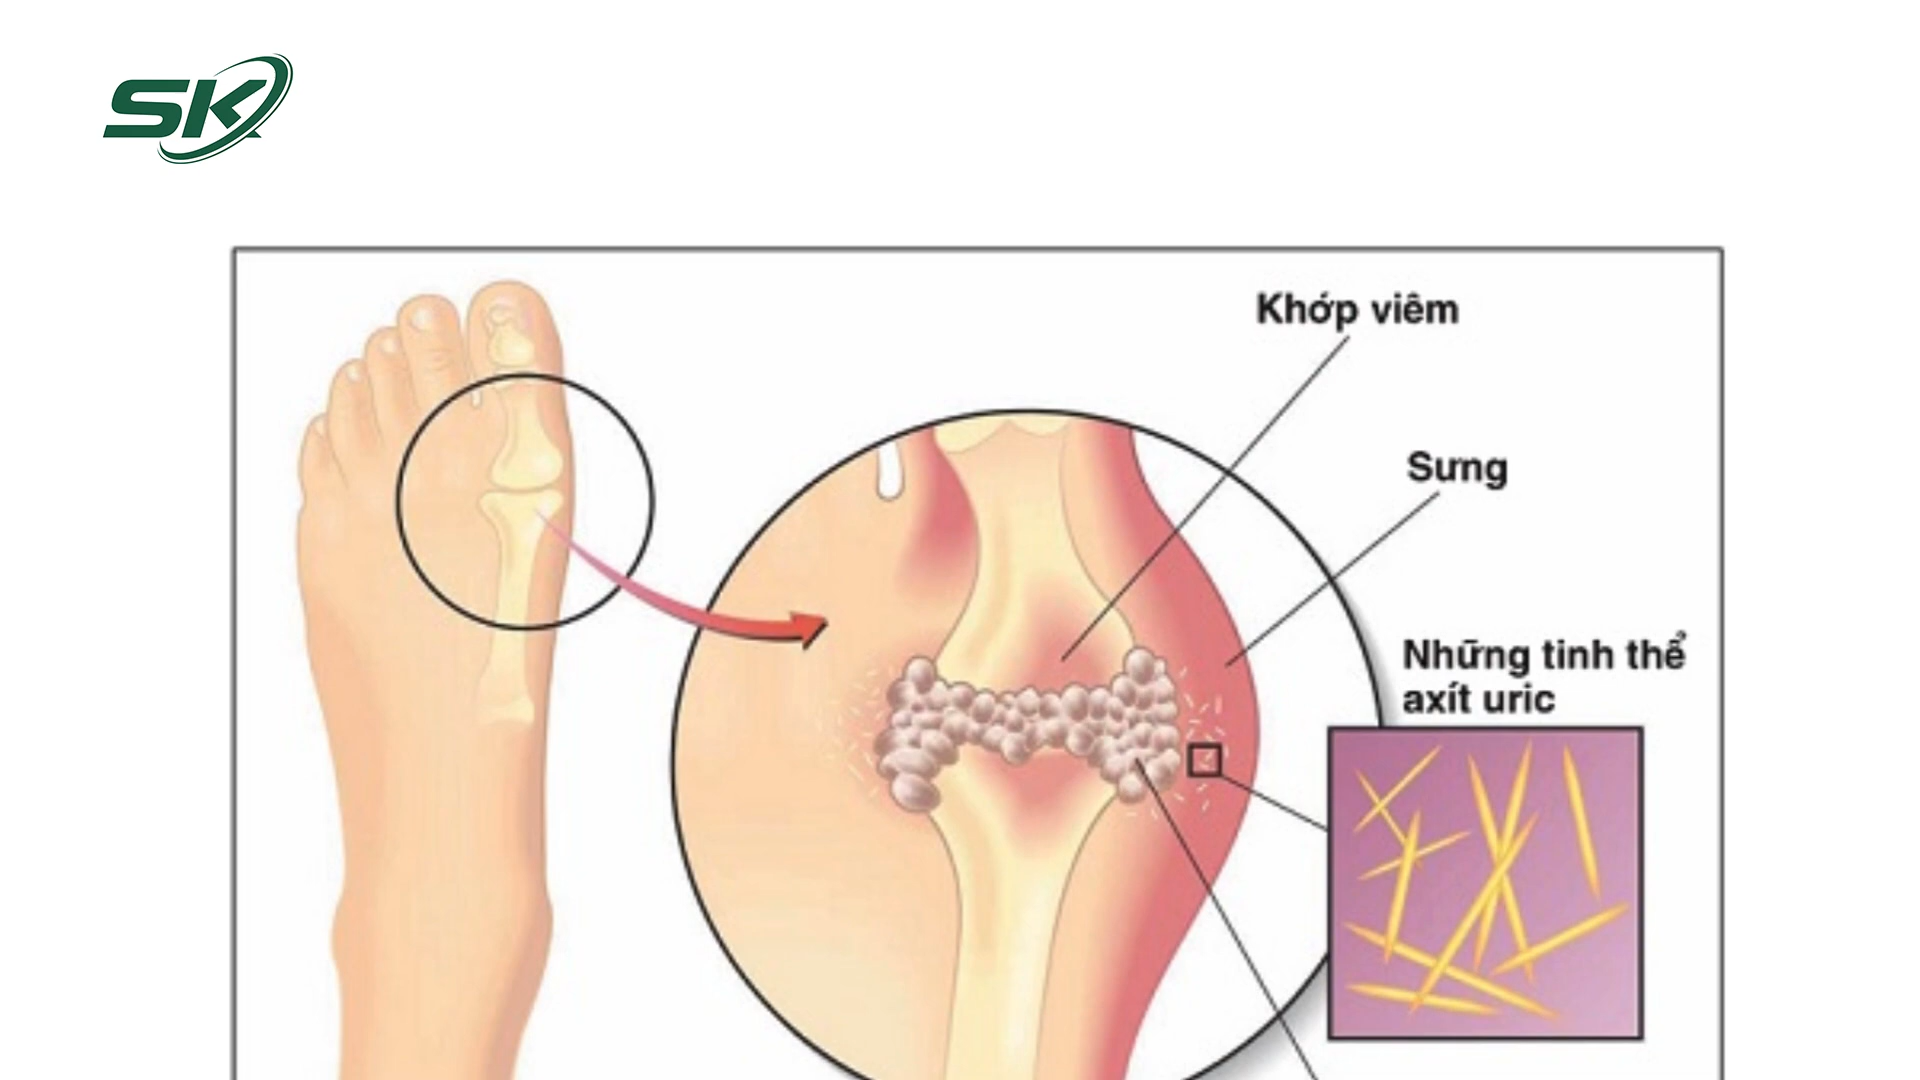 SK
Khớp viêm
Sưng
Những tinh thể
axít uric